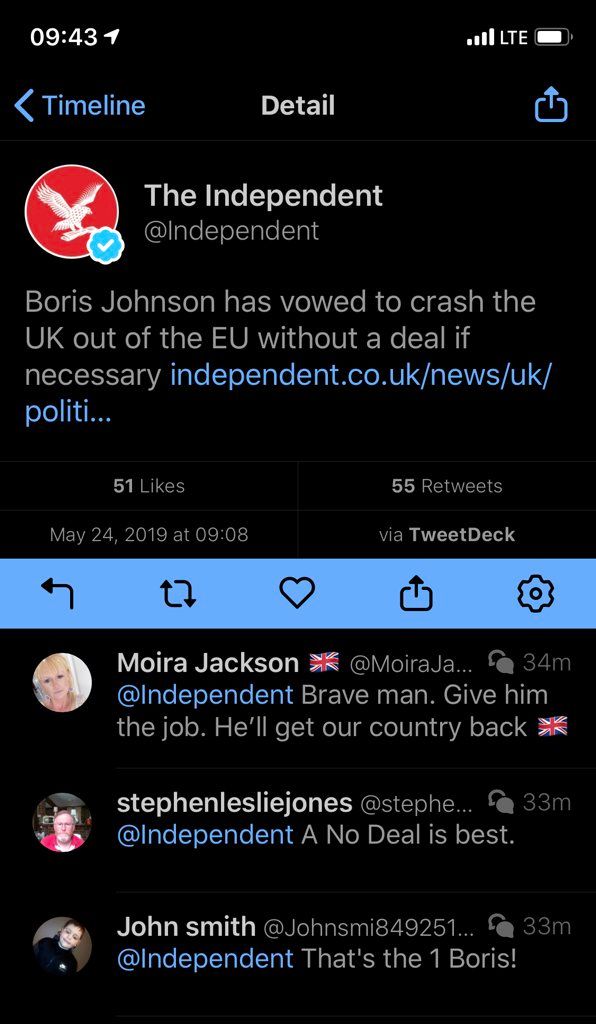 09:43
LTE
Timeline
Detail
The Independent
@Independent
Boris Johnson has vowed to crash the
UK out of the EU without a deal if
necessary independent.co.uk/news/uk/
politi...
51 Likes
55 Retweets
May 24, 2019 at 09:08
via TweetDeck
Moira Jackson 🇬🇧 @MoiraJa... 34m
@Independent Brave man. Give him
the job. He’ll get our country back 🇬🇧
stephenlesliejones @stephe... 33m
@Independent A No Deal is best.
John smith @Johnsmi849251... 33m
@Independent That's the 1 Boris!